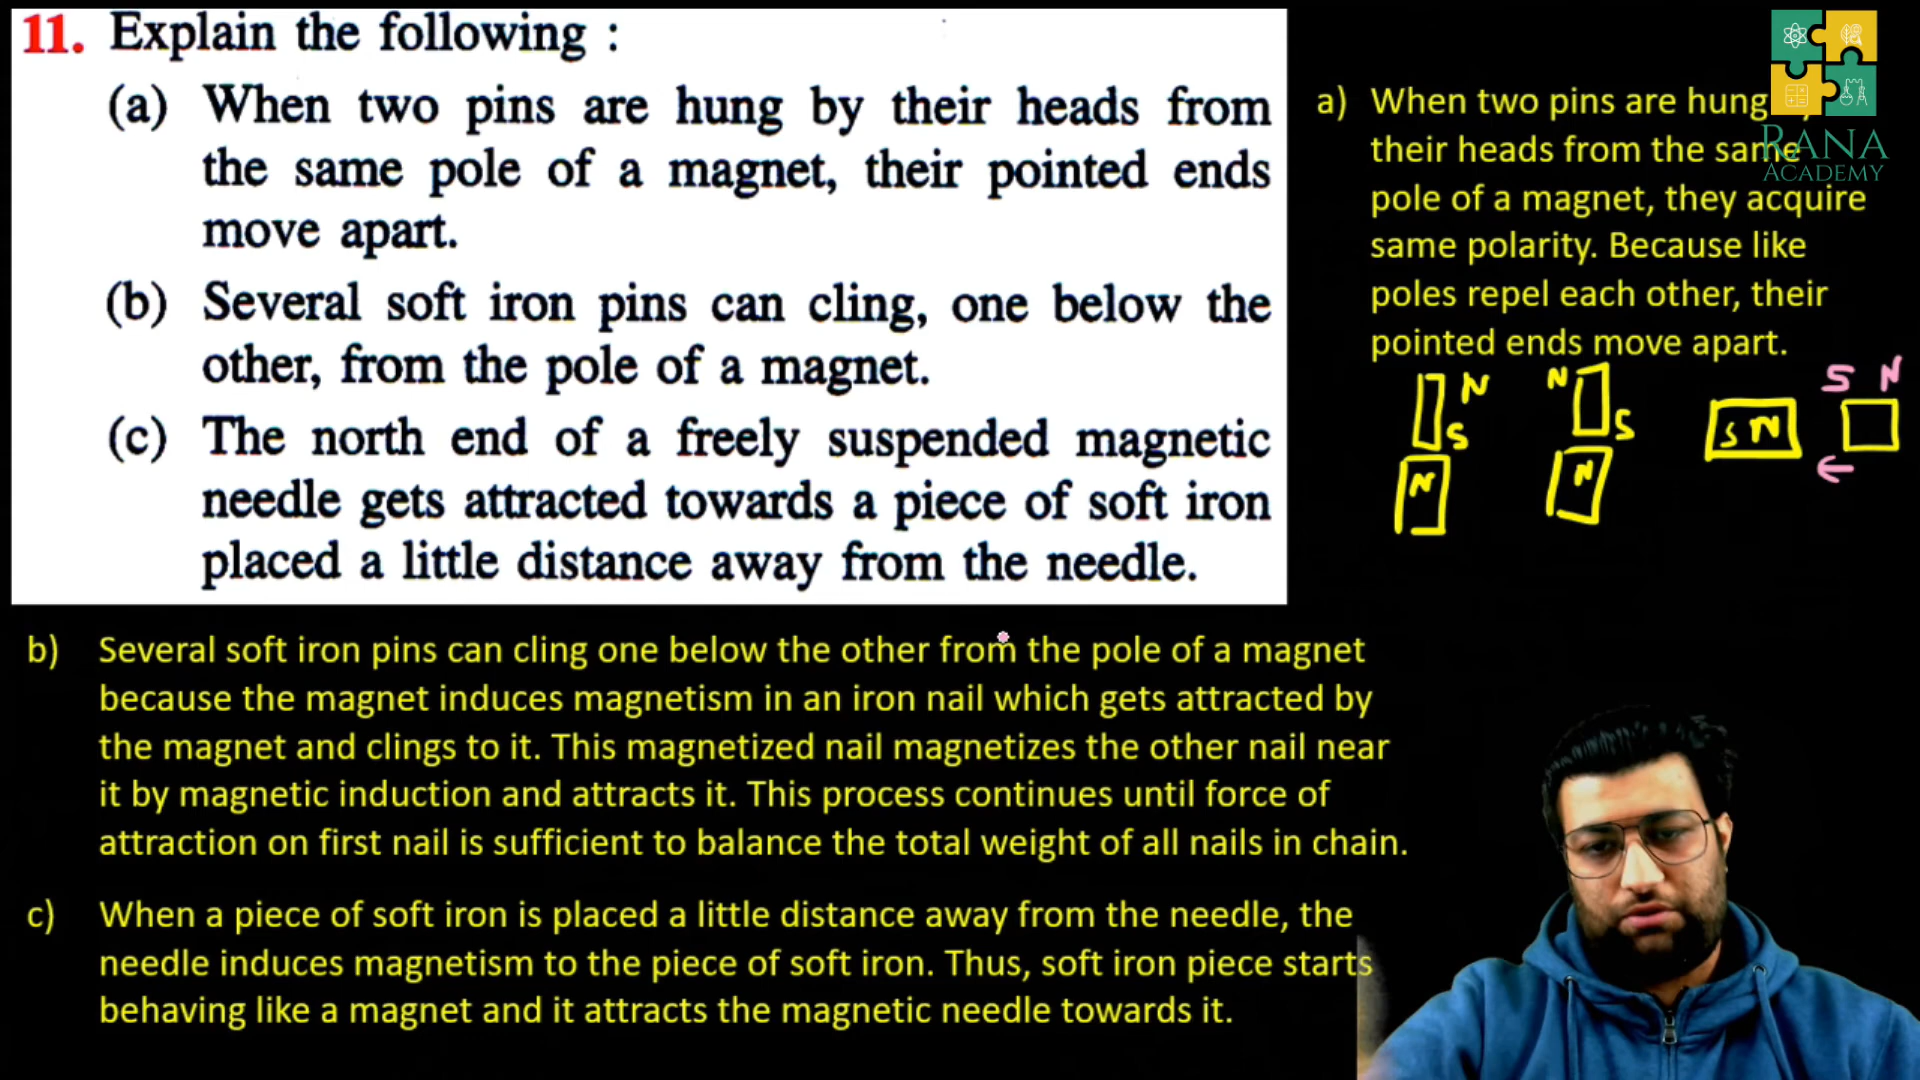 11. Explain the following :
(a) When two pins are hung by their heads from
the same pole of a magnet, their pointed ends
move apart.
(b) Several soft iron pins can cling, one below the
other, from the pole of a magnet.
(c) The north end of a freely suspended magnetic
needle gets attracted towards a piece of soft iron
placed a little distance away from the needle.
a) When two pins are hung
their heads from the same
pole of a magnet, they acquire
same polarity. Because like
poles repel each other, their
pointed ends move apart.
RANA
ACADEMY
N N S N
S S S N
N N
b) Several soft iron pins can cling one below the other from the pole of a magnet
because the magnet induces magnetism in an iron nail which gets attracted by
the magnet and clings to it. This magnetized nail magnetizes the other nail near
it by magnetic induction and attracts it. This process continues until force of
attraction on first nail is sufficient to balance the total weight of all nails in chain.
c) When a piece of soft iron is placed a little distance away from the needle, the
needle induces magnetism to the piece of soft iron. Thus, soft iron piece starts
behaving like a magnet and it attracts the magnetic needle towards it.